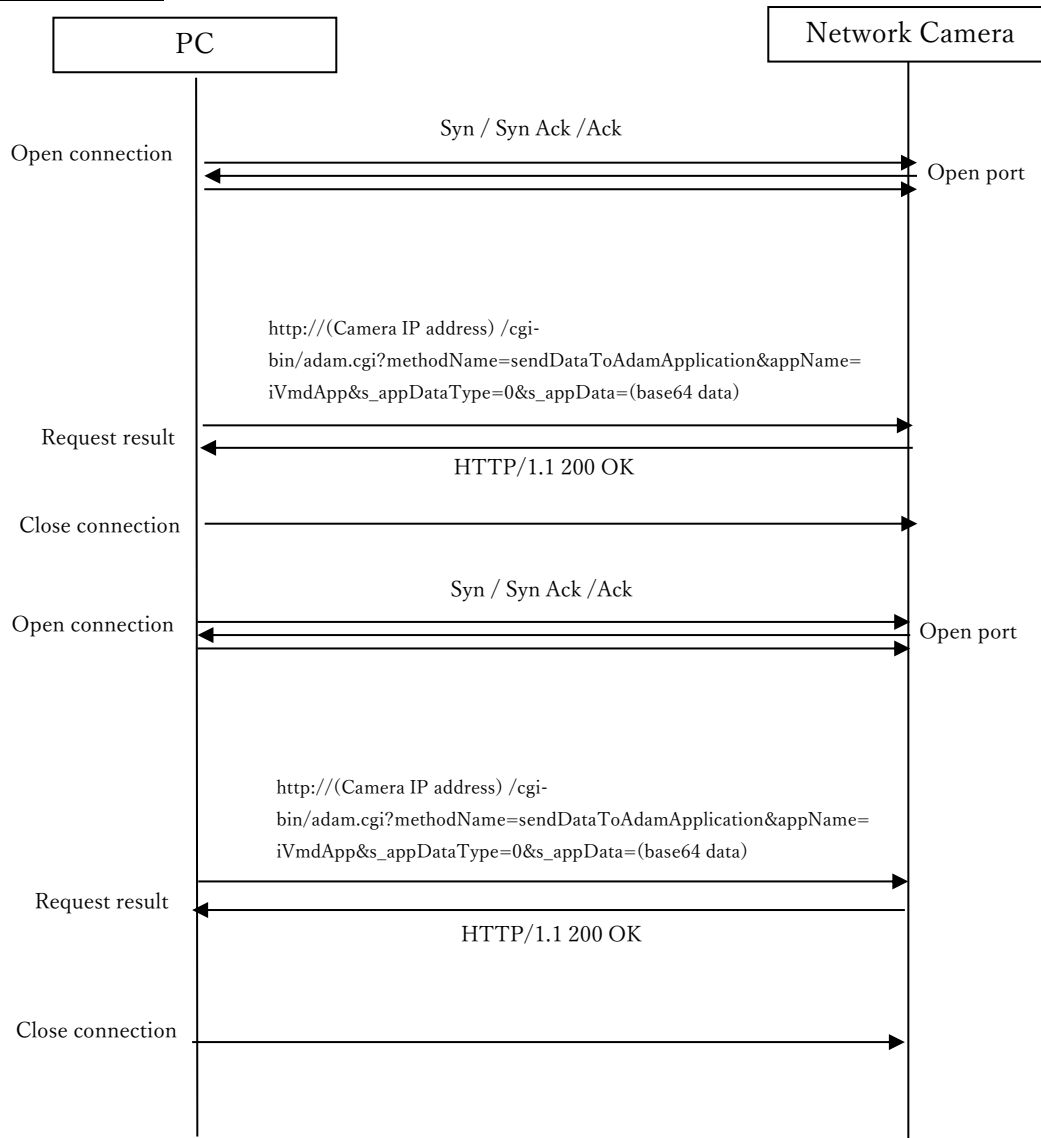 PC
Network Camera
Syn / Syn Ack /Ack
Open connection
Open port
http://(Camera IP address) /cgi-
bin/adam.cgi?methodName=sendDataToAdamApplication&appName=
iVmdApp&s_appDataType=0&s_appData=(base64 data)
Request result
HTTP/1.1 200 OK
Close connection
Syn / Syn Ack /Ack
Open connection
Open port
http://(Camera IP address) /cgi-
bin/adam.cgi?methodName=sendDataToAdamApplication&appName=
iVmdApp&s_appDataType=0&s_appData=(base64 data)
Request result
HTTP/1.1 200 OK
Close connection